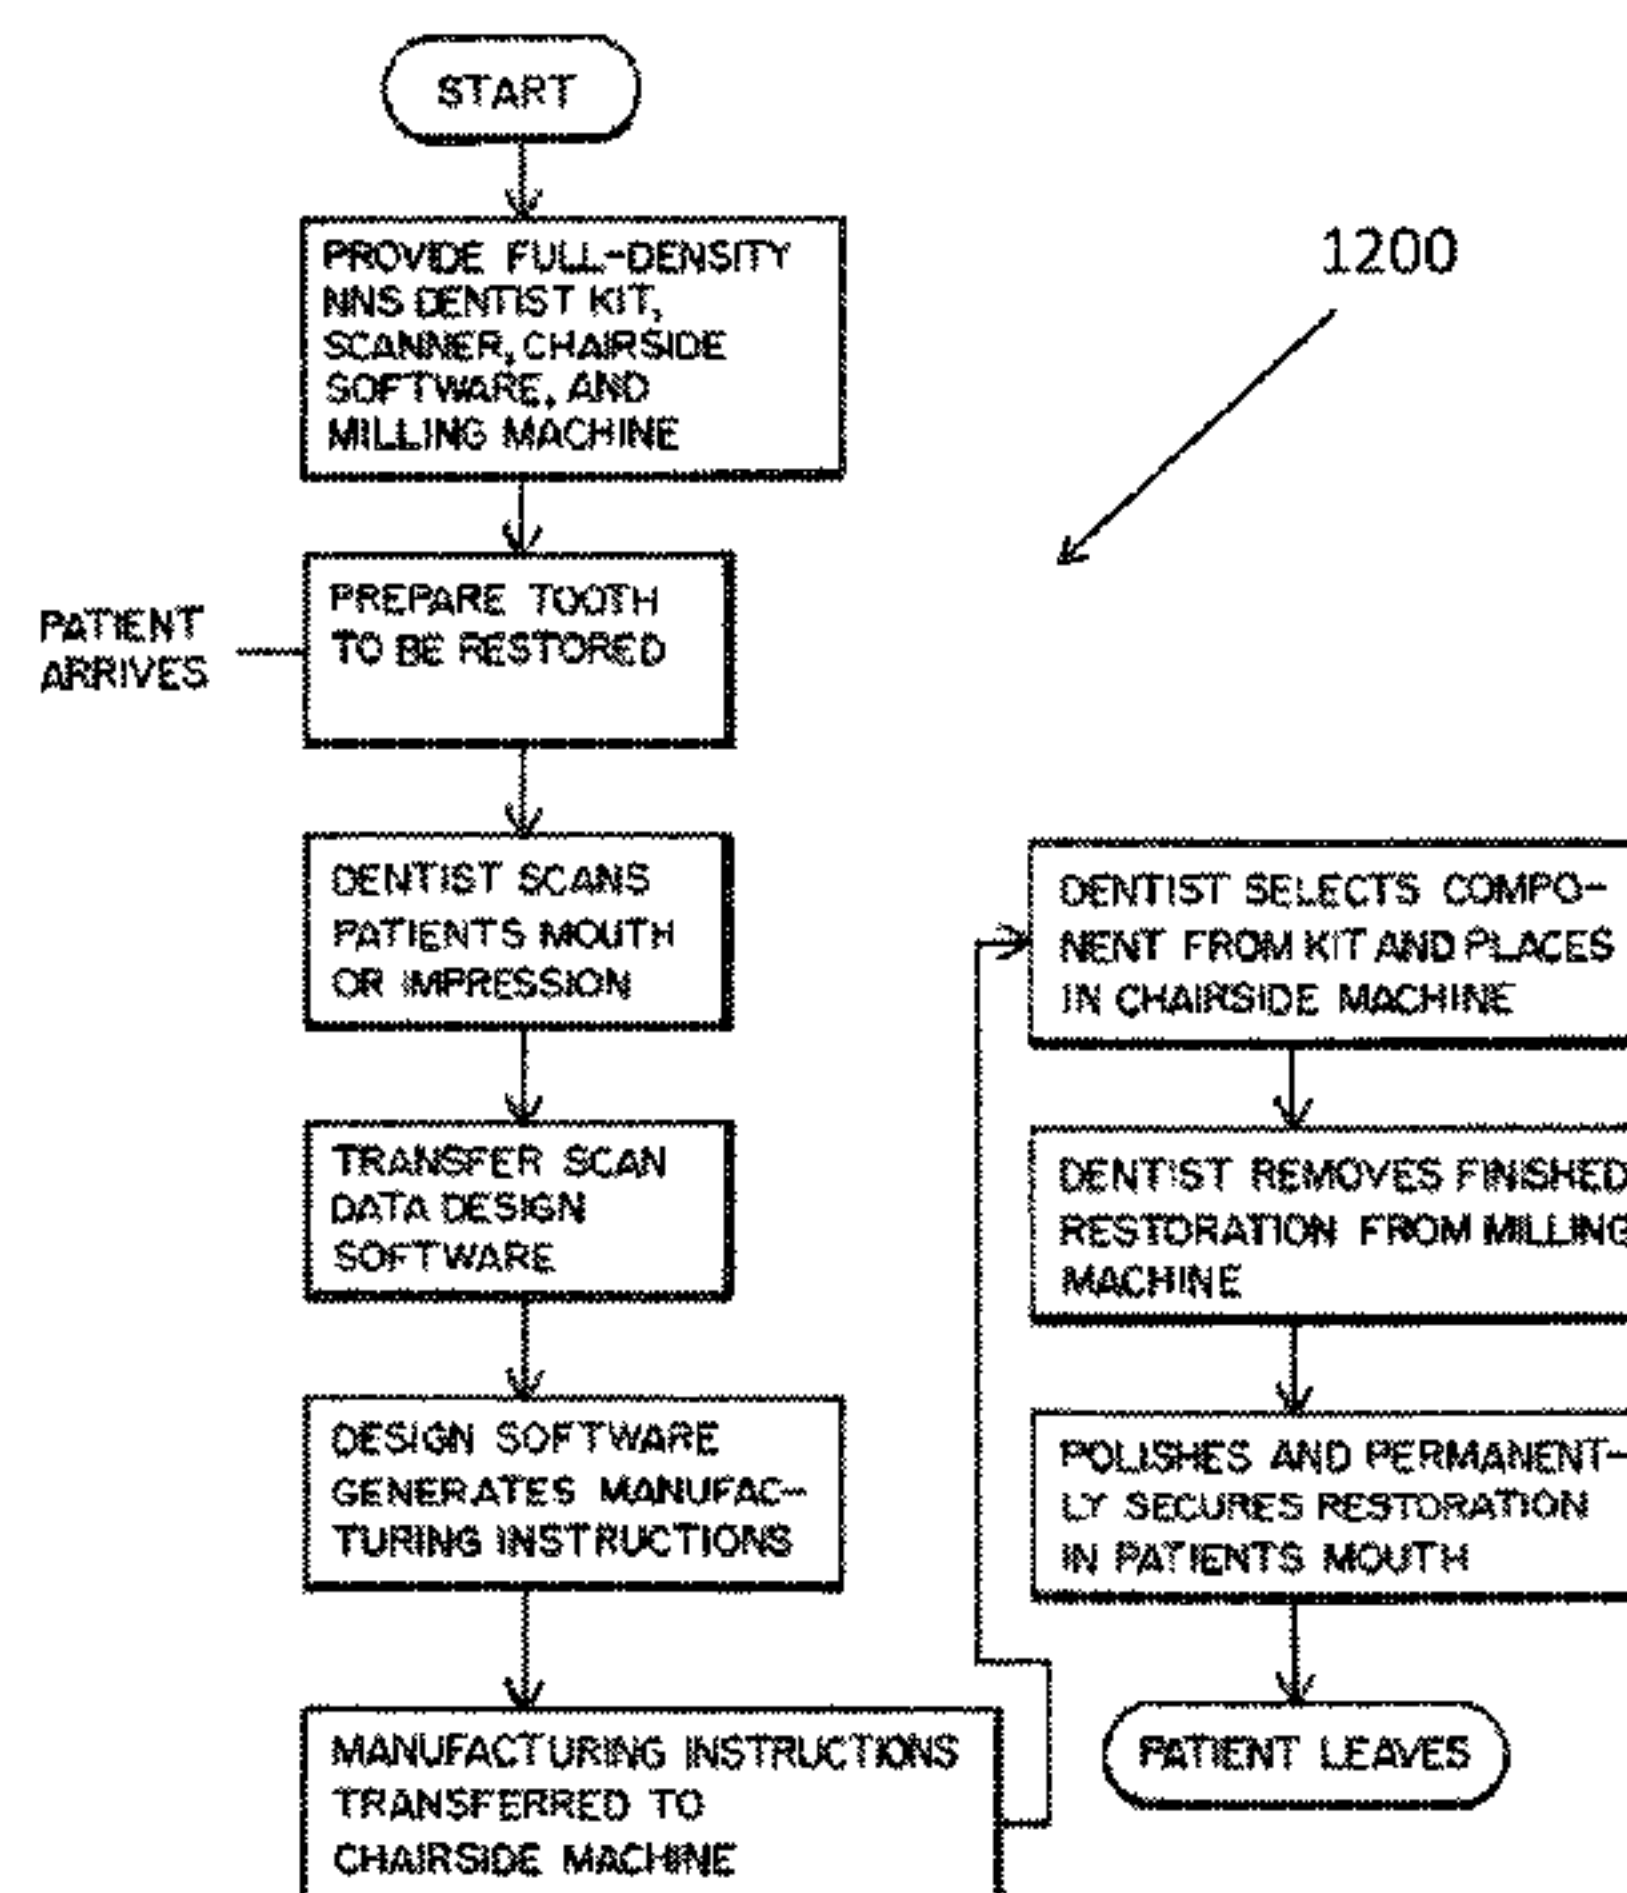 START
PROVIDE FULL-DENSITY
NNS DENTIST KIT,
SCANNER, CHAIRSIDE
SOFTWARE, AND
MILLING MACHINE
1200
PATIENT
ARRIVES
PREPARE TOOTH
TO BE RESTORED
DENTIST SCANS
PATIENTS MOUTH
OR IMPRESSION
TRANSFER SCAN
DATA DESIGN
SOFTWARE
DESIGN SOFTWARE
GENERATES MANUFAC-
TURING INSTRUCTIONS
MANUFACTURING INSTRUCTIONS
TRANSFERRED TO
CHAIRSIDE MACHINE
DENTIST SELECTS COMPO-
NENT FROM KIT AND PLACES
IN CHAIRSIDE MACHINE
DENTIST REMOVES FINISHED
RESTORATION FROM MILLING
MACHINE
POLISHES AND PERMANENT-
LY SECURES RESTORATION
IN PATIENTS MOUTH
PATIENT LEAVES